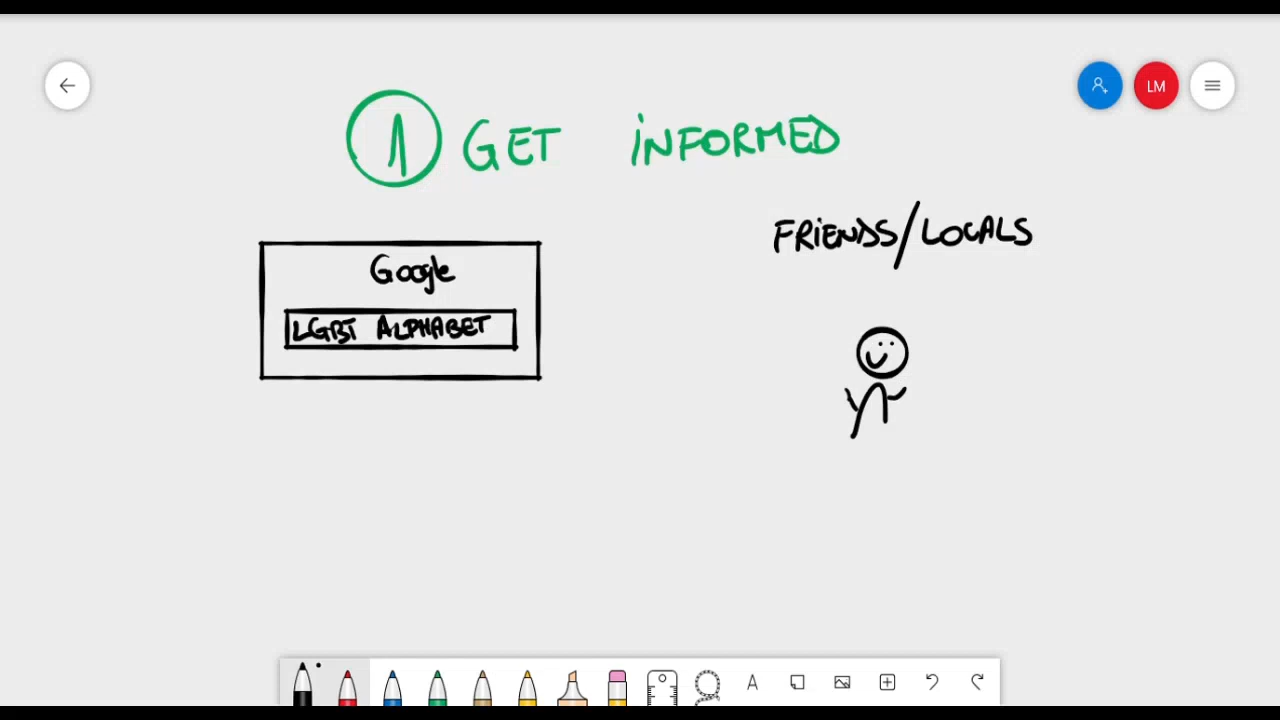 1 GET iNFORMED
LM
FRiENDS/LOCALS
Google
LGBT ALPHABET
A